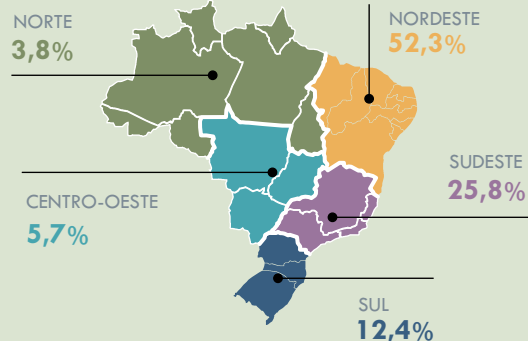 NORTE
3,8%
NORDESTE
52,3%
CENTRO-OESTE
5,7%
SUDESTE
25,8%
SUL
12,4%